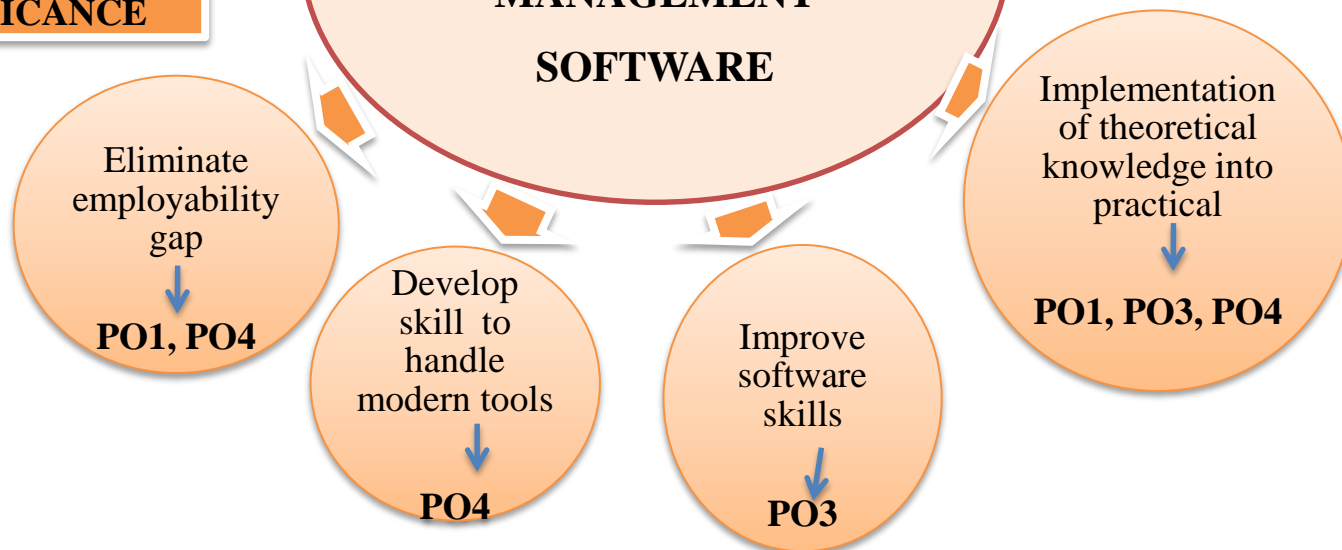 ICANCE
MANAGEMENT
SOFTWARE
Eliminate
employability
gap
PO1, PO4
Develop
skill to
handle
modern tools
PO4
Improve
software
skills
PO3
Implementation
of theoretical
knowledge into
practical
PO1, PO3, PO4